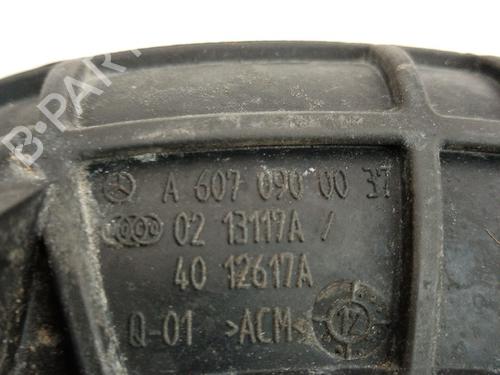 B-PARTS
A 607 090 00 37
02 13117A /
40 12617A
Q-01 >ACM< 12